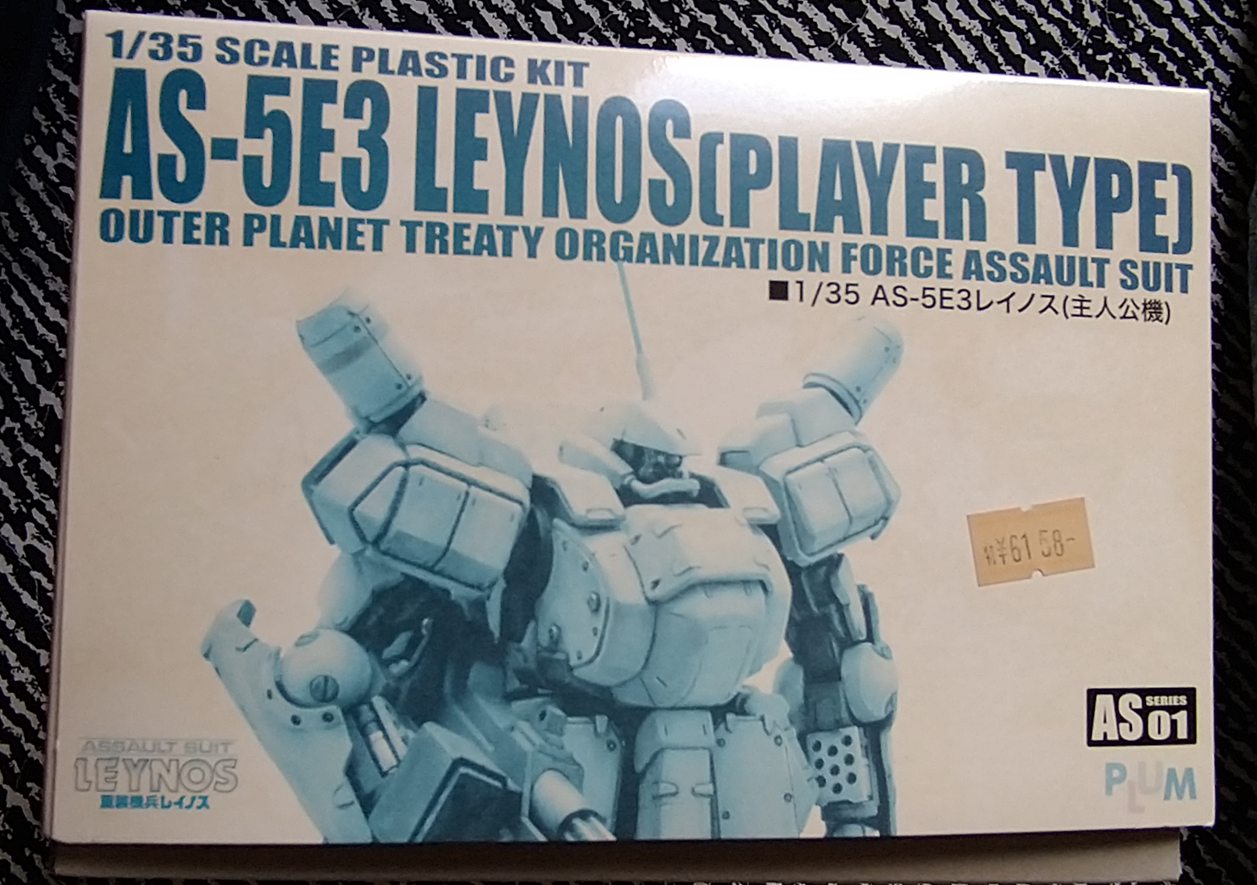 1/35 SCALE PLASTIC KIT
AS-5E3 LEYNOS(PLAYER TYPE)
OUTER PLANET TREATY ORGANIZATION FORCE ASSAULT SUIT
■1/35 AS-5E3レイノス(主人公機)
¥6158-
AS SERIES 01
PLUM
ASSAULT SUIT
LEYNOS
重装機兵レイノス